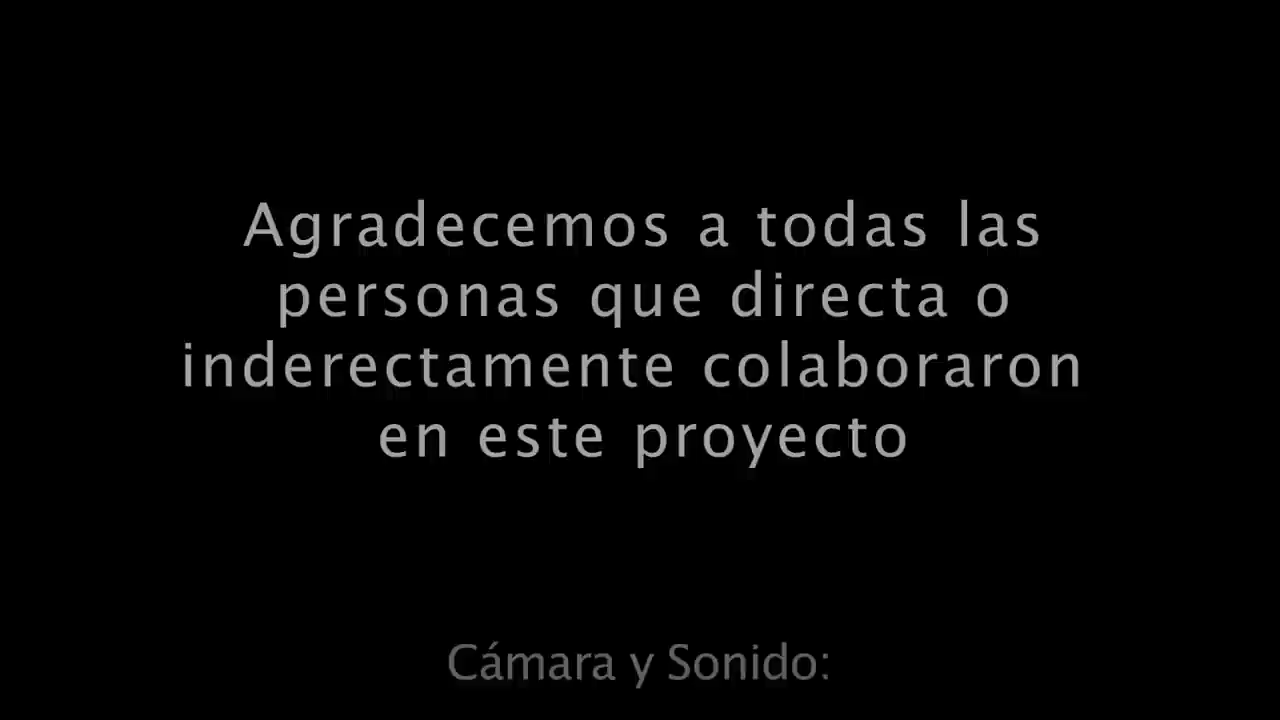 Agradecemos a todas las
personas que directa o
inderectamente colaboraron
en este proyecto
Cámara y Sonido: